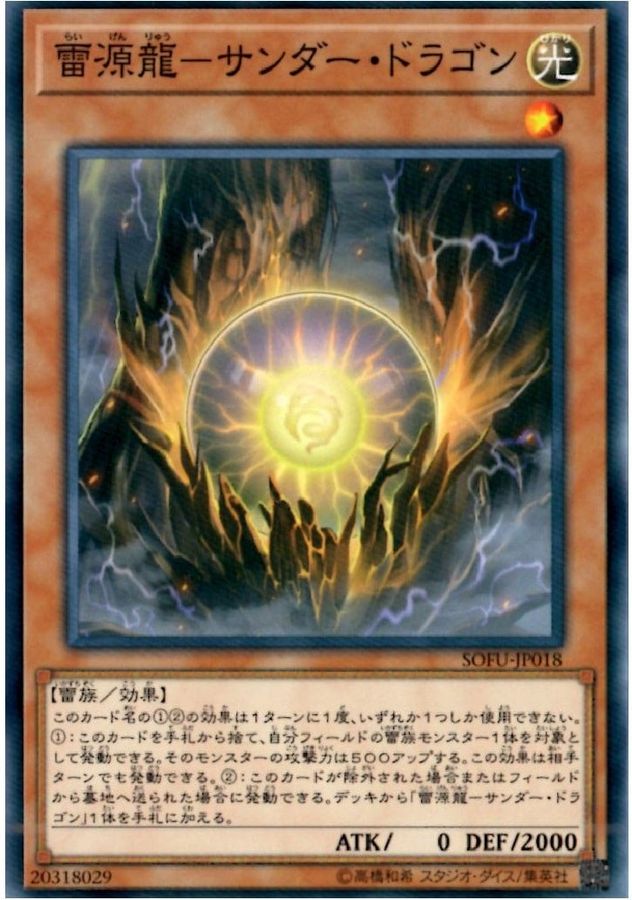 雷源龍－サンダー・ドラゴン
らい げん りゅう
光
ひかり
SOFU-JP018
【雷族／効果】
このカード名の①②の効果は１ターンに１度、いずれか１つしか使用できない。
①：このカードを手札から捨て、自分フィールドの雷族モンスター１体を対象と
して発動できる。そのモンスターの攻撃力は５００アップする。この効果は相手
ターンでも発動できる。②：このカードが除外された場合またはフィールド
から墓地へ送られた場合に発動できる。デッキから「雷源龍－サンダー・ドラ
ゴン」１体を手札に加える。
ATK/ 0 DEF/2000
20318029
©高橋和希 スタジオ・ダイス/集英社